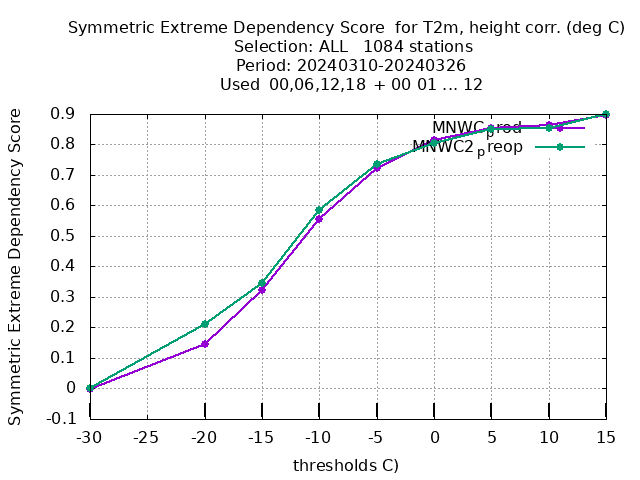 Symmetric Extreme Dependency Score  for T2m, height corr. (deg C)
Selection: ALL   1084 stations
Period: 20240310-20240326
Used  00,06,12,18  + 00 01 ... 12
Symmetric Extreme Dependency Score
0.9
0.8
0.7
0.6
0.5
0.4
0.3
0.2
0.1
0
-0.1
MNWC_prod
MNWC2_preop
-30 -25 -20 -15 -10 -5 0 5 10 15
thresholds C)